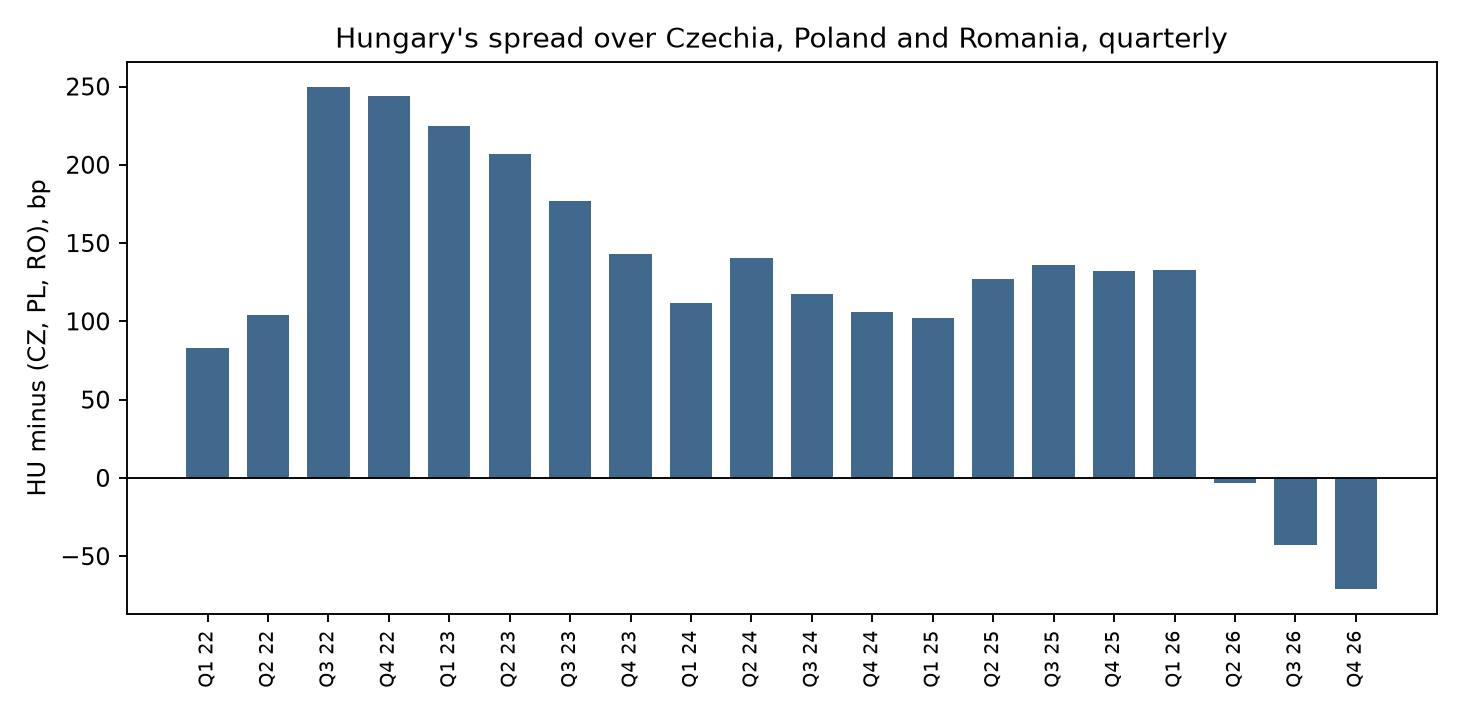 Hungary's spread over Czechia, Poland and Romania, quarterly
HU minus (CZ, PL, RO), bp
250
200
150
100
50
0
−50
Q1 22
Q2 22
Q3 22
Q4 22
Q1 23
Q2 23
Q3 23
Q4 23
Q1 24
Q2 24
Q3 24
Q4 24
Q1 25
Q2 25
Q3 25
Q4 25
Q1 26
Q2 26
Q3 26
Q4 26